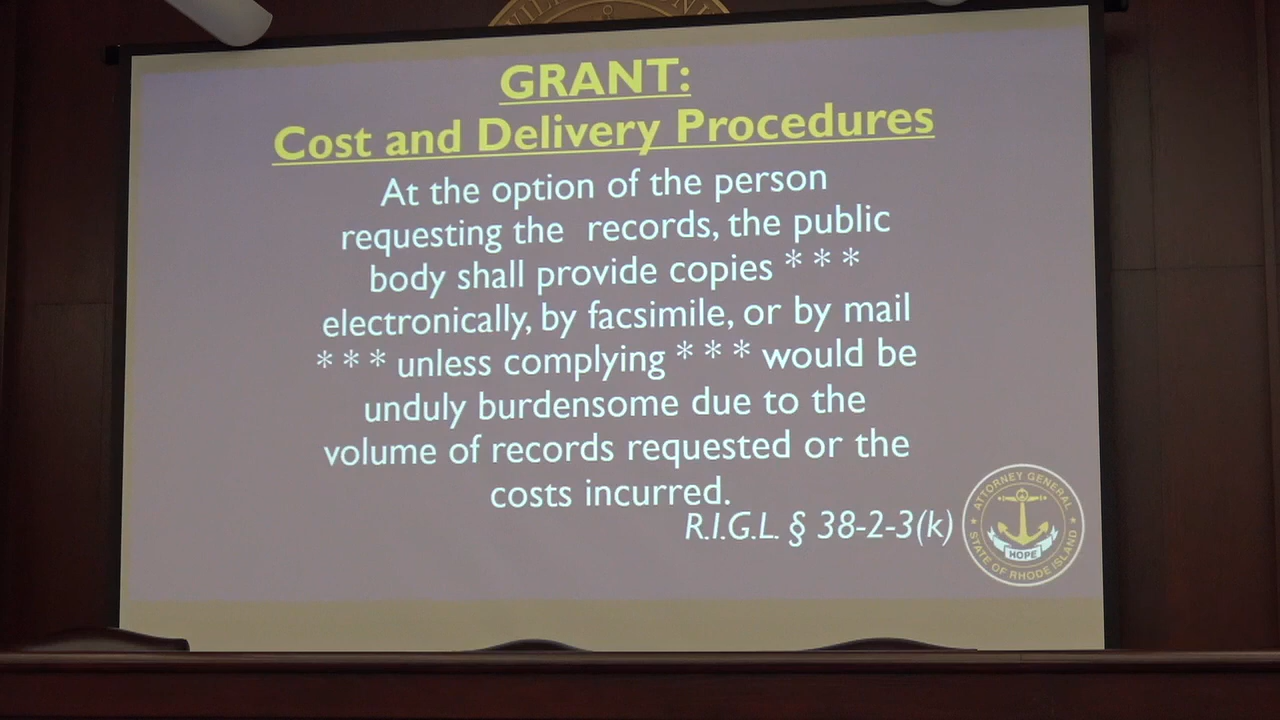 GRANT:
Cost and Delivery Procedures
At the option of the person
requesting the records, the public
body shall provide copies * * *
electronically, by facsimile, or by mail
* * * unless complying * * * would be
unduly burdensome due to the
volume of records requested or the
costs incurred.
R.I.G.L. § 38-2-3(k)
ATTORNEY GENERAL
HOPE
STATE OF RHODE ISLAND